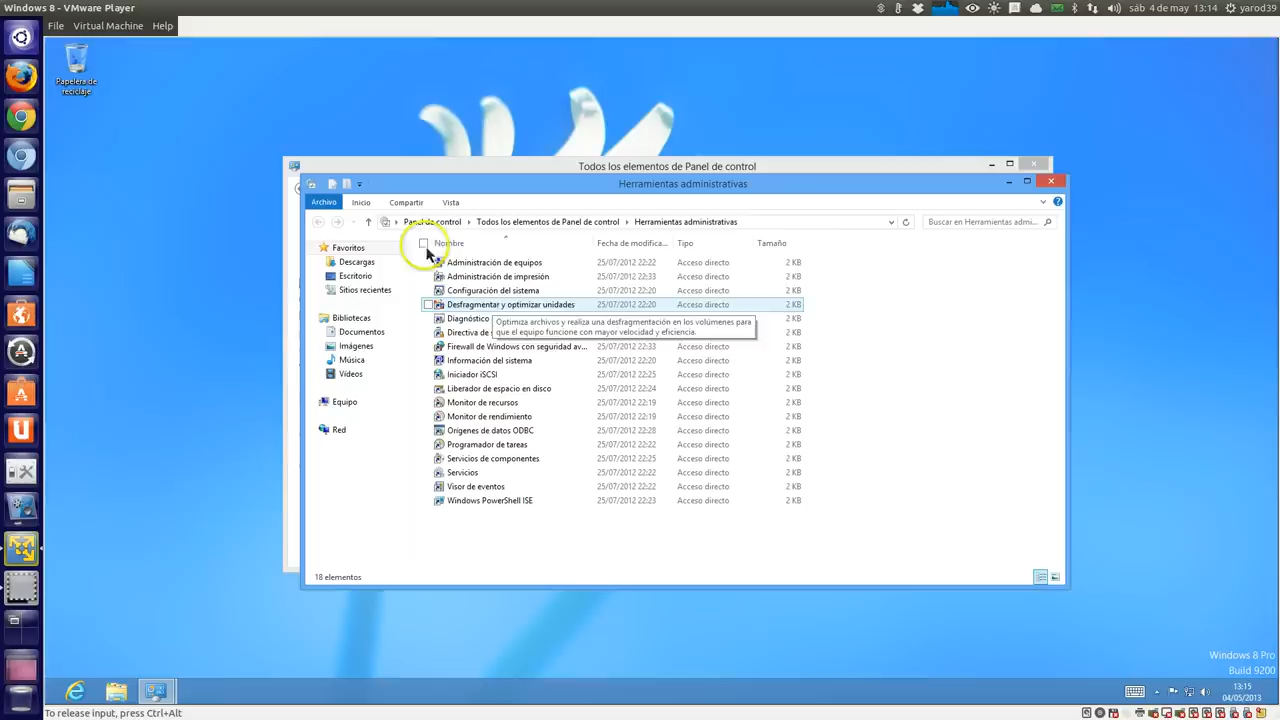 Windows 8 - VMware Player
sáb 4 de may 13:14 yarod39
File Virtual Machine Help
Papelera de reciclaje
Todos los elementos de Panel de control
Herramientas administrativas
Archivo Inicio Compartir Vista
Panel de control Todos los elementos de Panel de control Herramientas administrativas
Buscar en Herramientas admi...
Nombre Fecha de modifica... Tipo Tamaño
Favoritos
Descargas
Escritorio
Sitios recientes
Bibliotecas
Documentos
Imágenes
Música
Vídeos
Equipo
Red
Administración de equipos 25/07/2012 22:22 Acceso directo 2 KB
Administración de impresión 25/07/2012 22:33 Acceso directo 2 KB
Configuración del sistema 25/07/2012 22:20 Acceso directo 2 KB
Desfragmentar y optimizar unidades 25/07/2012 22:20 Acceso directo 2 KB
Diagnóstico 2 KB
Optimiza archivos y realiza una desfragmentación en los volúmenes para
que el equipo funcione con mayor velocidad y eficiencia.
Directiva de 2 KB
Firewall de Windows con seguridad av... 25/07/2012 22:20 Acceso directo 2 KB
Información del sistema 25/07/2012 22:20 Acceso directo 2 KB
Iniciador iSCSI 25/07/2012 22:25 Acceso directo 2 KB
Liberador de espacio en disco 25/07/2012 22:24 Acceso directo 2 KB
Monitor de recursos 25/07/2012 22:19 Acceso directo 2 KB
Monitor de rendimiento 25/07/2012 22:19 Acceso directo 2 KB
Orígenes de datos ODBC 25/07/2012 22:28 Acceso directo 2 KB
Programador de tareas 25/07/2012 22:22 Acceso directo 2 KB
Servicios de componentes 25/07/2012 22:25 Acceso directo 2 KB
Servicios 25/07/2012 22:22 Acceso directo 2 KB
Visor de eventos 25/07/2012 22:22 Acceso directo 2 KB
Windows PowerShell ISE 25/07/2012 22:23 Acceso directo 2 KB
18 elementos
Windows 8 Pro
Build 9200
13:15
04/05/2013
To release input, press Ctrl+Alt